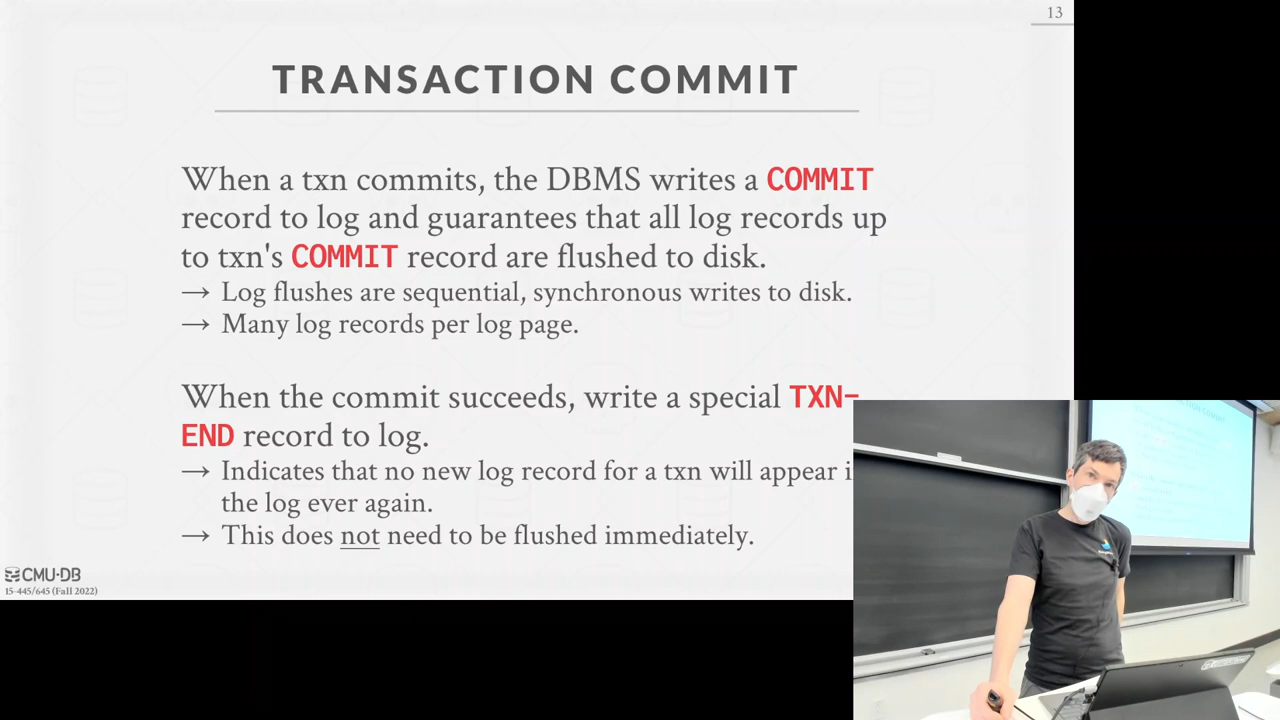 13
TRANSACTION COMMIT
When a txn commits, the DBMS writes a COMMIT
record to log and guarantees that all log records up
to txn's COMMIT record are flushed to disk.
→ Log flushes are sequential, synchronous writes to disk.
→ Many log records per log page.
When the commit succeeds, write a special TXN-
END record to log.
→ Indicates that no new log record for a txn will appear i
the log ever again.
→ This does not need to be flushed immediately.
CMU·DB
15-445/645 (Fall 2022)